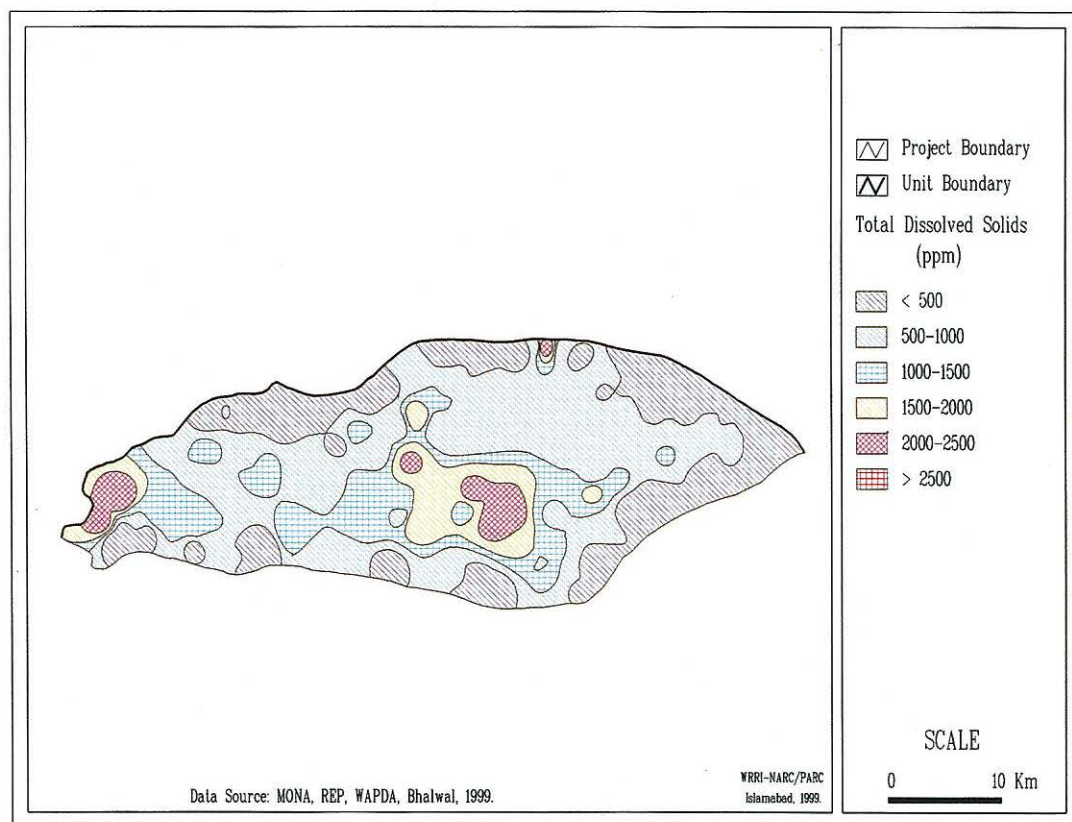 Project Boundary
Unit Boundary
Total Dissolved Solids
(ppm)
< 500
500-1000
1000-1500
1500-2000
2000-2500
> 2500
SCALE
0 10 Km
Data Source: MONA, REP, WAPDA, Bhalwal, 1999.
WRRI-NARC/PARC
Islamabad, 1999.